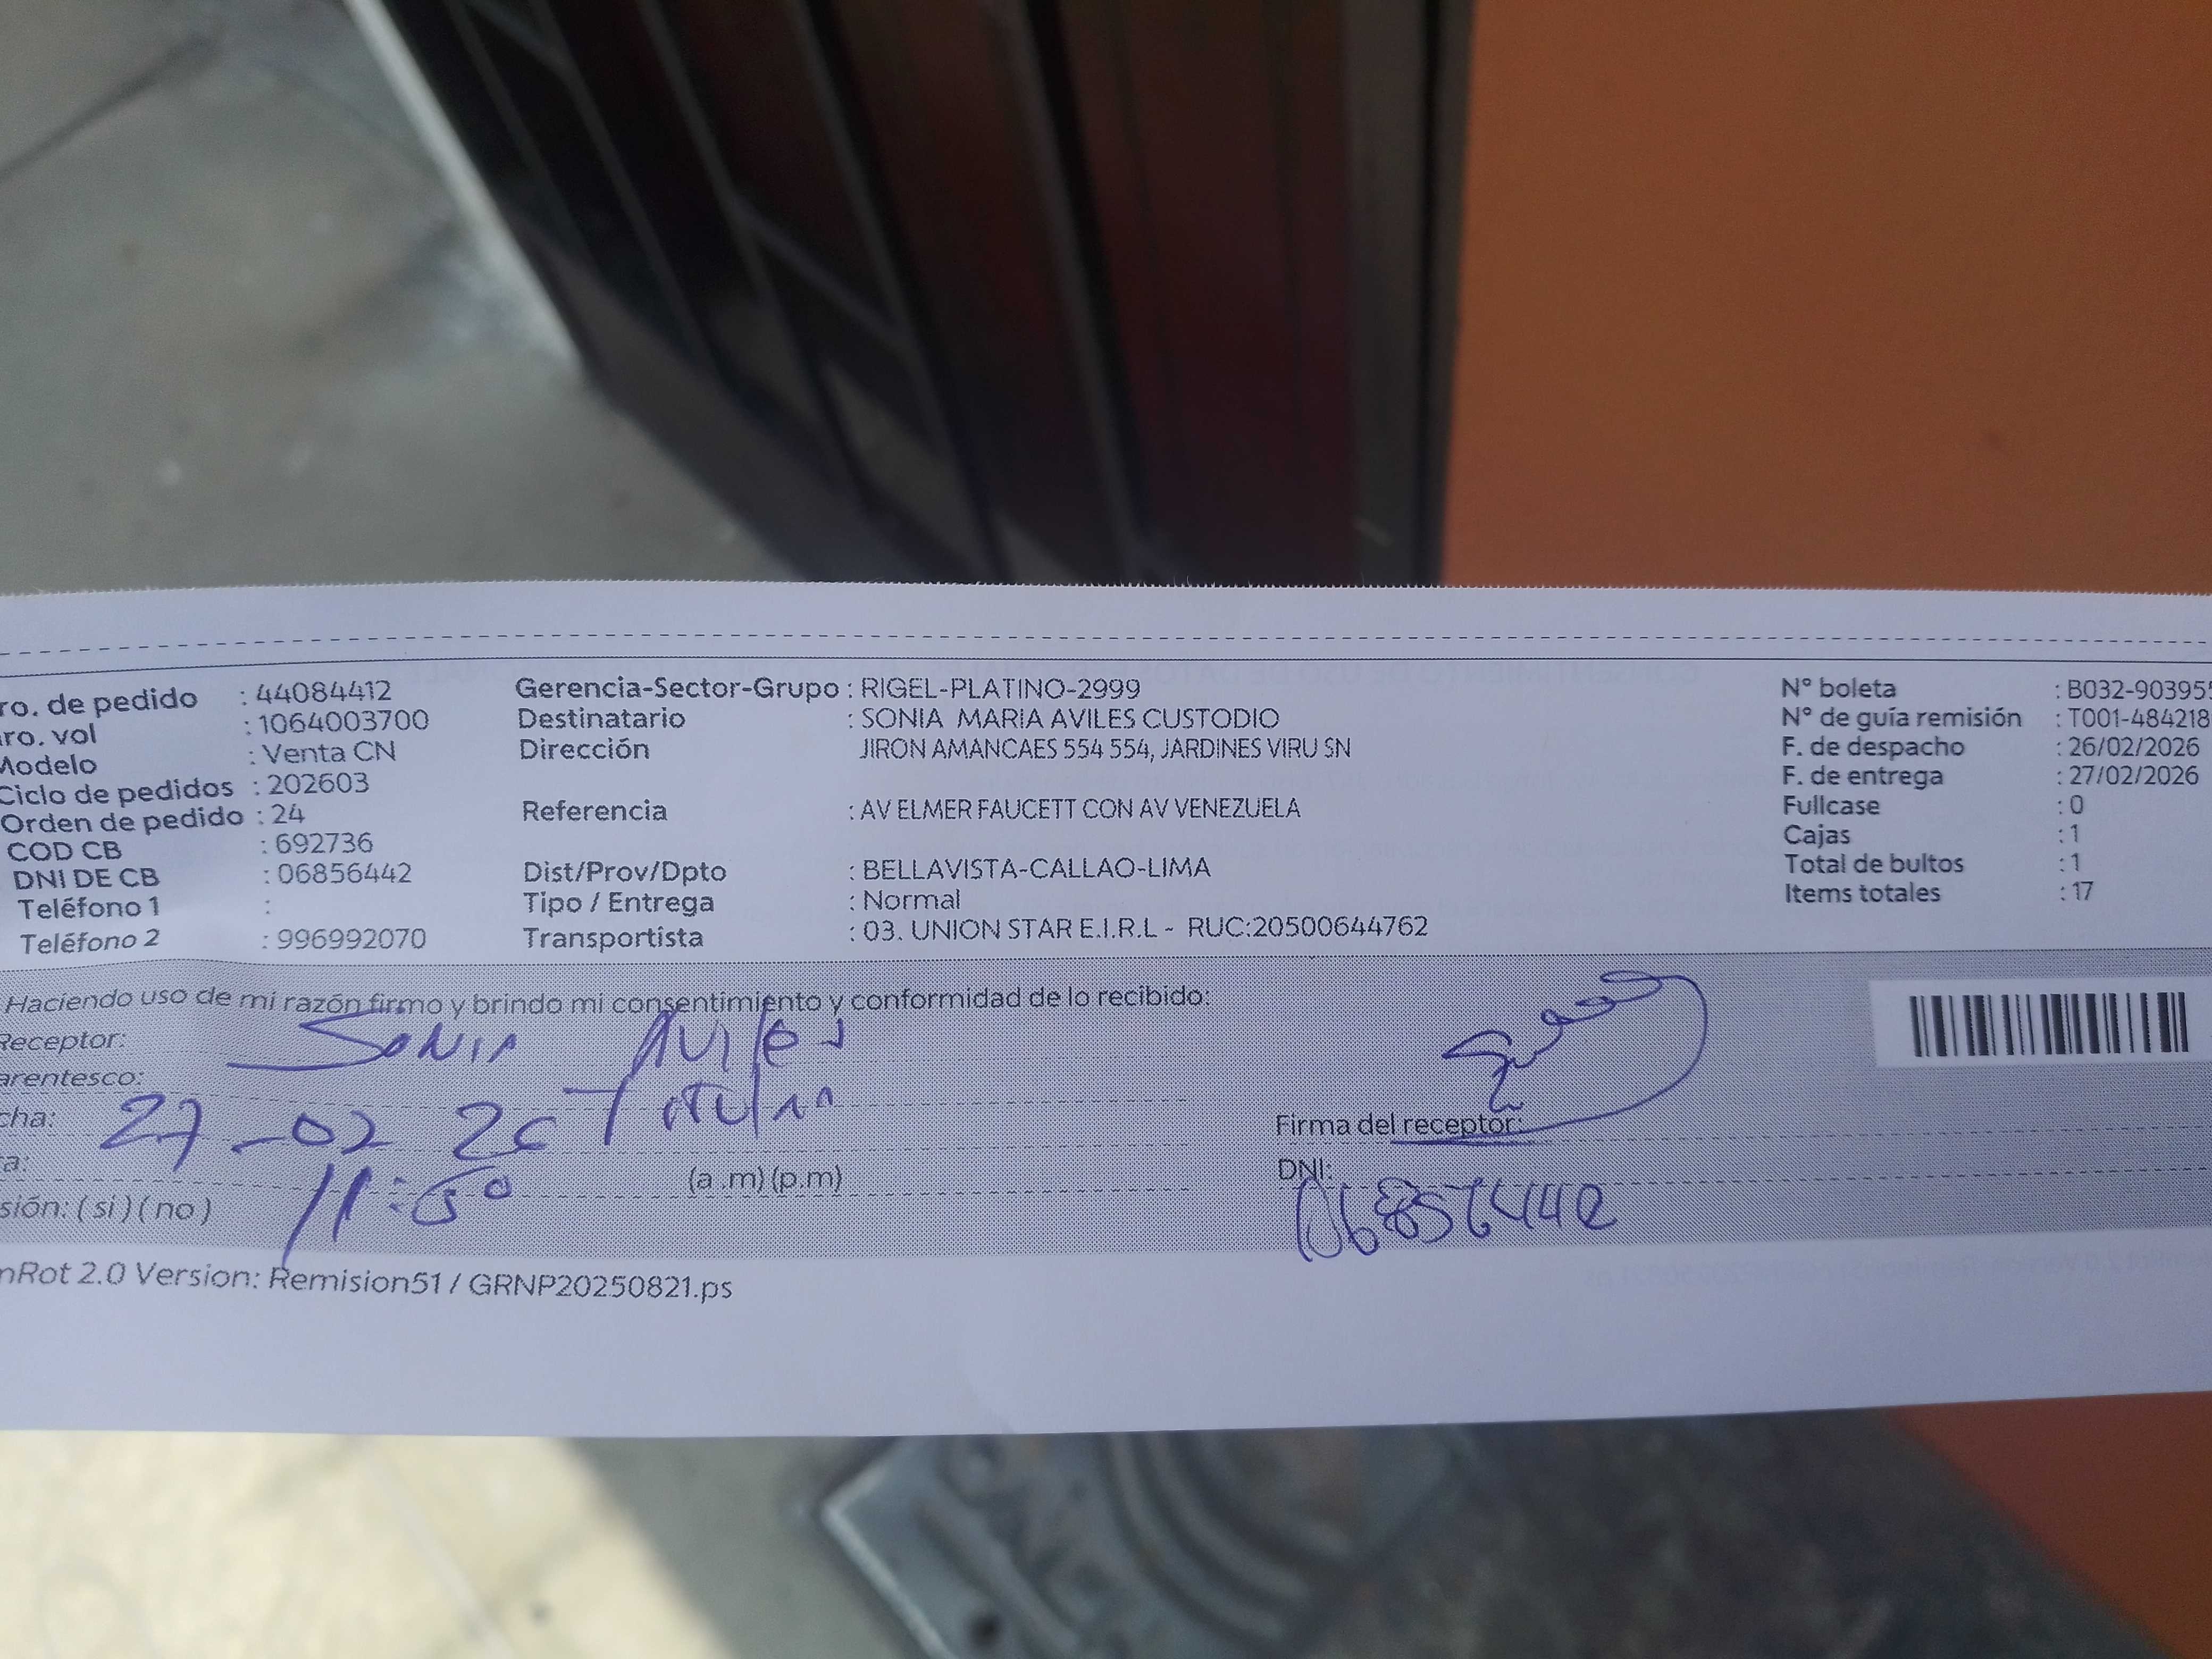 ro. de pedido : 44084412
ro. vol : 1064003700
Modelo : Venta CN
Ciclo de pedidos : 202603
Orden de pedido : 24
COD CB : 692736
DNI DE CB : 06856442
Teléfono 1 :
Teléfono 2 : 996992070
Gerencia-Sector-Grupo : RIGEL-PLATINO-2999
Destinatario : SONIA MARIA AVILES CUSTODIO
Dirección JIRON AMANCAES 554 554, JARDINES VIRU SN
Referencia : AV ELMER FAUCETT CON AV VENEZUELA
Dist/Prov/Dpto : BELLAVISTA-CALLAO-LIMA
Tipo / Entrega : Normal
Transportista : 03. UNION STAR E.I.R.L - RUC:20500644762
N° boleta : B032-90395
N° de guía remisión : T001-484218
F. de despacho : 26/02/2026
F. de entrega : 27/02/2026
Fullcase : 0
Cajas : 1
Total de bultos : 1
Items totales : 17
Haciendo uso de mi razón firmo y brindo mi consentimiento y conformidad de lo recibido:
Receptor: SONIA Aviles
arentesco: Titular
cha: 27-02 26
a: 11:50 (a .m) (p.m)
sión: ( si ) ( no )
Firma del receptor:
DNI: 06856442
nRot 2.0 Version: Remision51 / GRNP20250821.ps